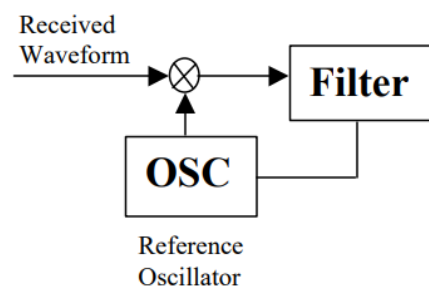 Received
Waveform
Filter
OSC
Reference
Oscillator